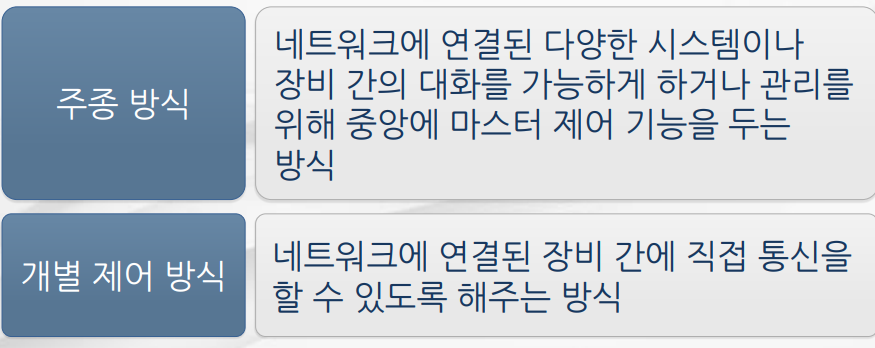 주종 방식
네트워크에 연결된 다양한 시스템이나
장비 간의 대화를 가능하게 하거나 관리를
위해 중앙에 마스터 제어 기능을 두는
방식
개별 제어 방식
네트워크에 연결된 장비 간에 직접 통신을
할 수 있도록 해주는 방식